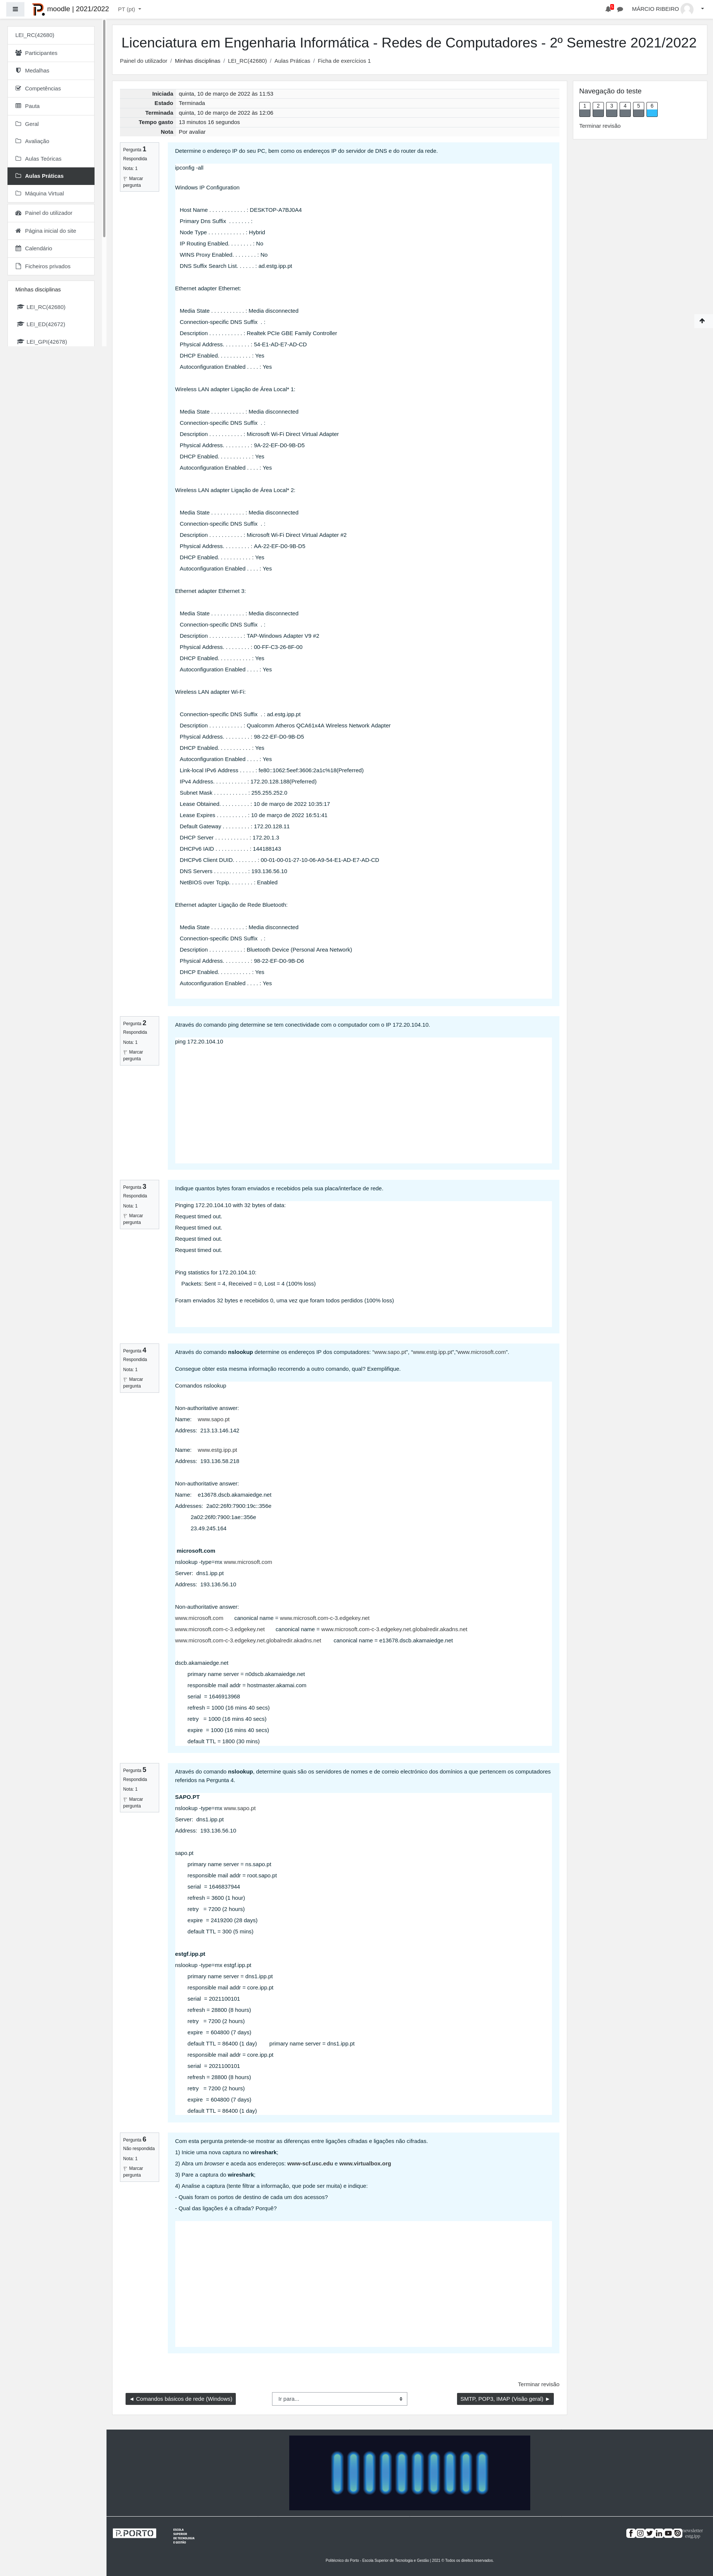 moodle | 2021/2022
PT (pt)
MÁRCIO RIBEIRO
LEI_RC(42680)
Participantes
Medalhas
Competências
Pauta
Geral
Avaliação
Aulas Teóricas
Aulas Práticas
Máquina Virtual
Painel do utilizador
Página inicial do site
Calendário
Ficheiros privados
Minhas disciplinas
LEI_RC(42680)
LEI_ED(42672)
LEI_GPI(42676)
Licenciatura em Engenharia Informática - Redes de Computadores - 2º Semestre 2021/2022
Painel do utilizador / Minhas disciplinas / LEI_RC(42680) / Aulas Práticas / Ficha de exercícios 1
Iniciada quinta, 10 de março de 2022 às 11:53
Estado Terminada
Terminada quinta, 10 de março de 2022 às 12:06
Tempo gasto 13 minutos 16 segundos
Nota Por avaliar
Pergunta 1
Respondida
Nota: 1
Marcar pergunta
Determine o endereço IP do seu PC, bem como os endereços IP do servidor de DNS e do router da rede.
ipconfig -all
Windows IP Configuration
Host Name . . . . . . . . . . . . : DESKTOP-A7BJ0A4
Primary Dns Suffix . . . . . . . :
Node Type . . . . . . . . . . . . : Hybrid
IP Routing Enabled. . . . . . . . : No
WINS Proxy Enabled. . . . . . . . : No
DNS Suffix Search List. . . . . . : ad.estg.ipp.pt
Ethernet adapter Ethernet:
Media State . . . . . . . . . . . : Media disconnected
Connection-specific DNS Suffix . :
Description . . . . . . . . . . . : Realtek PCIe GBE Family Controller
Physical Address. . . . . . . . . : 54-E1-AD-E7-AD-CD
DHCP Enabled. . . . . . . . . . . : Yes
Autoconfiguration Enabled . . . . : Yes
Wireless LAN adapter Ligação de Área Local* 1:
Media State . . . . . . . . . . . : Media disconnected
Connection-specific DNS Suffix . :
Description . . . . . . . . . . . : Microsoft Wi-Fi Direct Virtual Adapter
Physical Address. . . . . . . . . : 9A-22-EF-D0-9B-D5
DHCP Enabled. . . . . . . . . . . : Yes
Autoconfiguration Enabled . . . . : Yes
Wireless LAN adapter Ligação de Área Local* 2:
Media State . . . . . . . . . . . : Media disconnected
Connection-specific DNS Suffix . :
Description . . . . . . . . . . . : Microsoft Wi-Fi Direct Virtual Adapter #2
Physical Address. . . . . . . . . : AA-22-EF-D0-9B-D5
DHCP Enabled. . . . . . . . . . . : Yes
Autoconfiguration Enabled . . . . : Yes
Ethernet adapter Ethernet 3:
Media State . . . . . . . . . . . : Media disconnected
Connection-specific DNS Suffix . :
Description . . . . . . . . . . . : TAP-Windows Adapter V9 #2
Physical Address. . . . . . . . . : 00-FF-C3-26-8F-00
DHCP Enabled. . . . . . . . . . . : Yes
Autoconfiguration Enabled . . . . : Yes
Wireless LAN adapter Wi-Fi:
Connection-specific DNS Suffix . : ad.estg.ipp.pt
Description . . . . . . . . . . . : Qualcomm Atheros QCA61x4A Wireless Network Adapter
Physical Address. . . . . . . . . : 98-22-EF-D0-9B-D5
DHCP Enabled. . . . . . . . . . . : Yes
Autoconfiguration Enabled . . . . : Yes
Link-local IPv6 Address . . . . . : fe80::1062:5eef:3608:2a1c%18(Preferred)
IPv4 Address. . . . . . . . . . . : 172.20.128.188(Preferred)
Subnet Mask . . . . . . . . . . . : 255.255.252.0
Lease Obtained. . . . . . . . . . : 10 de março de 2022 10:35:17
Lease Expires . . . . . . . . . . : 10 de março de 2022 16:51:41
Default Gateway . . . . . . . . . : 172.20.128.11
DHCP Server . . . . . . . . . . . : 172.20.1.3
DHCPv6 IAID . . . . . . . . . . . : 144188143
DHCPv6 Client DUID. . . . . . . . : 00-01-00-01-27-10-06-A9-54-E1-AD-E7-AD-CD
DNS Servers . . . . . . . . . . . : 193.136.56.10
NetBIOS over Tcpip. . . . . . . . : Enabled
Ethernet adapter Ligação de Rede Bluetooth:
Media State . . . . . . . . . . . : Media disconnected
Connection-specific DNS Suffix . :
Description . . . . . . . . . . . : Bluetooth Device (Personal Area Network)
Physical Address. . . . . . . . . : 98-22-EF-D0-9B-D6
DHCP Enabled. . . . . . . . . . . : Yes
Autoconfiguration Enabled . . . . : Yes
Pergunta 2
Respondida
Nota: 1
Marcar pergunta
Através do comando ping determine se tem conectividade com o computador com o IP 172.20.104.10.
ping 172.20.104.10
Pergunta 3
Respondida
Nota: 1
Marcar pergunta
Indique quantos bytes foram enviados e recebidos pela sua placa/interface de rede.
Pinging 172.20.104.10 with 32 bytes of data:
Request timed out.
Request timed out.
Request timed out.
Request timed out.
Ping statistics for 172.20.104.10:
Packets: Sent = 4, Received = 0, Lost = 4 (100% loss)
Foram enviados 32 bytes e recebidos 0, uma vez que foram todos perdidos (100% loss)
Pergunta 4
Respondida
Nota: 1
Marcar pergunta
Através do comando nslookup determine os endereços IP dos computadores: "www.sapo.pt", "www.estg.ipp.pt","www.microsoft.com".
Consegue obter esta mesma informação recorrendo a outro comando, qual? Exemplifique.
Comandos nslookup
Non-authoritative answer:
Name: www.sapo.pt
Address: 213.13.146.142
Name: www.estg.ipp.pt
Address: 193.136.58.218
Non-authoritative answer:
Name: e13678.dscb.akamaiedge.net
Addresses: 2a02:26f0:7900:19c::356e
2a02:26f0:7900:1ae::356e
23.49.245.164
microsoft.com
nslookup -type=mx www.microsoft.com
Server: dns1.ipp.pt
Address: 193.136.56.10
Non-authoritative answer:
www.microsoft.com canonical name = www.microsoft.com-c-3.edgekey.net
www.microsoft.com-c-3.edgekey.net canonical name = www.microsoft.com-c-3.edgekey.net.globalredir.akadns.net
www.microsoft.com-c-3.edgekey.net.globalredir.akadns.net canonical name = e13678.dscb.akamaiedge.net
dscb.akamaiedge.net
primary name server = n0dscb.akamaiedge.net
responsible mail addr = hostmaster.akamai.com
serial = 1646913968
refresh = 1000 (16 mins 40 secs)
retry = 1000 (16 mins 40 secs)
expire = 1000 (16 mins 40 secs)
default TTL = 1800 (30 mins)
Pergunta 5
Respondida
Nota: 1
Marcar pergunta
Através do comando nslookup, determine quais são os servidores de nomes e de correio electrónico dos domínios a que pertencem os computadores referidos na Pergunta 4.
SAPO.PT
nslookup -type=mx www.sapo.pt
Server: dns1.ipp.pt
Address: 193.136.56.10
sapo.pt
primary name server = ns.sapo.pt
responsible mail addr = root.sapo.pt
serial = 1646837944
refresh = 3600 (1 hour)
retry = 7200 (2 hours)
expire = 2419200 (28 days)
default TTL = 300 (5 mins)
estgf.ipp.pt
nslookup -type=mx estgf.ipp.pt
primary name server = dns1.ipp.pt
responsible mail addr = core.ipp.pt
serial = 2021100101
refresh = 28800 (8 hours)
retry = 7200 (2 hours)
expire = 604800 (7 days)
default TTL = 86400 (1 day) primary name server = dns1.ipp.pt
responsible mail addr = core.ipp.pt
serial = 2021100101
refresh = 28800 (8 hours)
retry = 7200 (2 hours)
expire = 604800 (7 days)
default TTL = 86400 (1 day)
Pergunta 6
Não respondida
Nota: 1
Marcar pergunta
Com esta pergunta pretende-se mostrar as diferenças entre ligações cifradas e ligações não cifradas.
1) Inicie uma nova captura no wireshark;
2) Abra um browser e aceda aos endereços: www-scf.usc.edu e www.virtualbox.org
3) Pare a captura do wireshark;
4) Analise a captura (tente filtrar a informação, que pode ser muita) e indique:
- Quais foram os portos de destino de cada um dos acessos?
- Qual das ligações é a cifrada? Porquê?
Terminar revisão
◄ Comandos básicos de rede (Windows)
Ir para...
SMTP, POP3, IMAP (Visão geral) ►
Navegação do teste
1 2 3 4 5 6
Terminar revisão
P.PORTO
ESCOLA
SUPERIOR
DE TECNOLOGIA
E GESTÃO
newsletter
estg.ipp
Politécnico do Porto - Escola Superior de Tecnologia e Gestão | 2021 © Todos os direitos reservados.